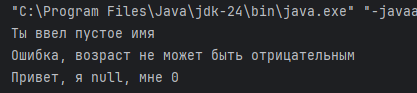 "C:\Program Files\Java\jdk-24\bin\java.exe" "-javaa
Ты ввел пустое имя
Ошибка, возраст не может быть отрицательным
Привет, я null, мне 0